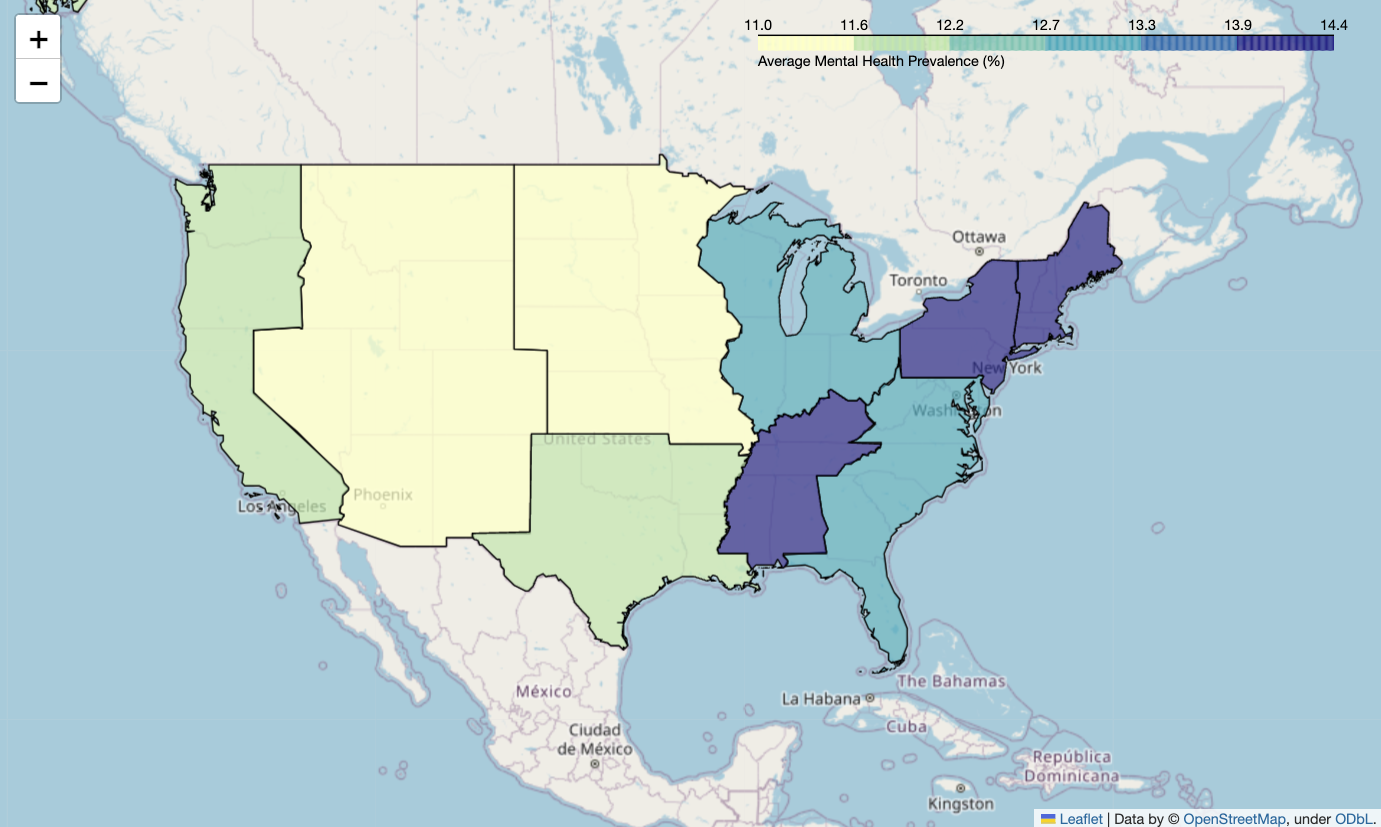 +
−
11.0 11.6 12.2 12.7 13.3 13.9 14.4
Average Mental Health Prevalence (%)
Ottawa
Toronto
New York
Washington
United States
Phoenix
Los Angeles
The Bahamas
México
La Habana
Cuba
Ciudad
de México
República
Dominicana
Kingston
Leaflet | Data by © OpenStreetMap, under ODbL.